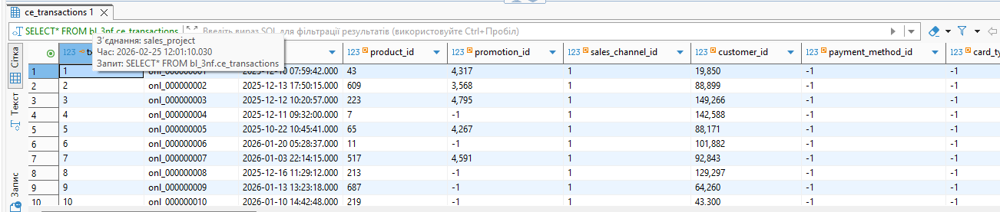 ce_transactions 1
SELECT* FROM bl_3nf.ce_transactions Введіть вираз SQL для фільтрації результатів (використовуйте Ctrl+Пробіл)
З'єднання: sales_project
Час: 2026-02-25 12:01:10.030
Запит: SELECT* FROM bl_3nf.ce_transactions
Сітка
Текст
Запис
123 123 product_id 123 promotion_id 123 sales_channel_id 123 customer_id 123 payment_method_id 123 card_ty
1 1 onl_000000001 2025-12-10 07:59:42.000 43 4,317 1 19,850 -1 -1
2 2 onl_000000002 2025-12-13 17:50:15.000 609 3,568 1 88,899 -1 -1
3 3 onl_000000003 2025-12-12 10:20:57.000 223 4,795 1 149,266 -1 -1
4 4 onl_000000004 2025-12-11 09:32:00.000 7 -1 1 142,588 -1 -1
5 5 onl_000000005 2025-10-22 10:45:41.000 65 4,267 1 88,171 -1 -1
6 6 onl_000000006 2026-01-20 05:28:37.000 11 -1 1 101,882 -1 -1
7 7 onl_000000007 2026-01-03 22:14:15.000 517 4,591 1 92,843 -1 -1
8 8 onl_000000008 2025-12-16 11:29:12.000 213 -1 1 129,297 -1 -1
9 9 onl_000000009 2026-01-13 13:23:18.000 687 -1 1 64,260 -1 -1
10 10 onl_000000010 2026-01-10 14:42:48.000 219 -1 1 43,300 -1 -1